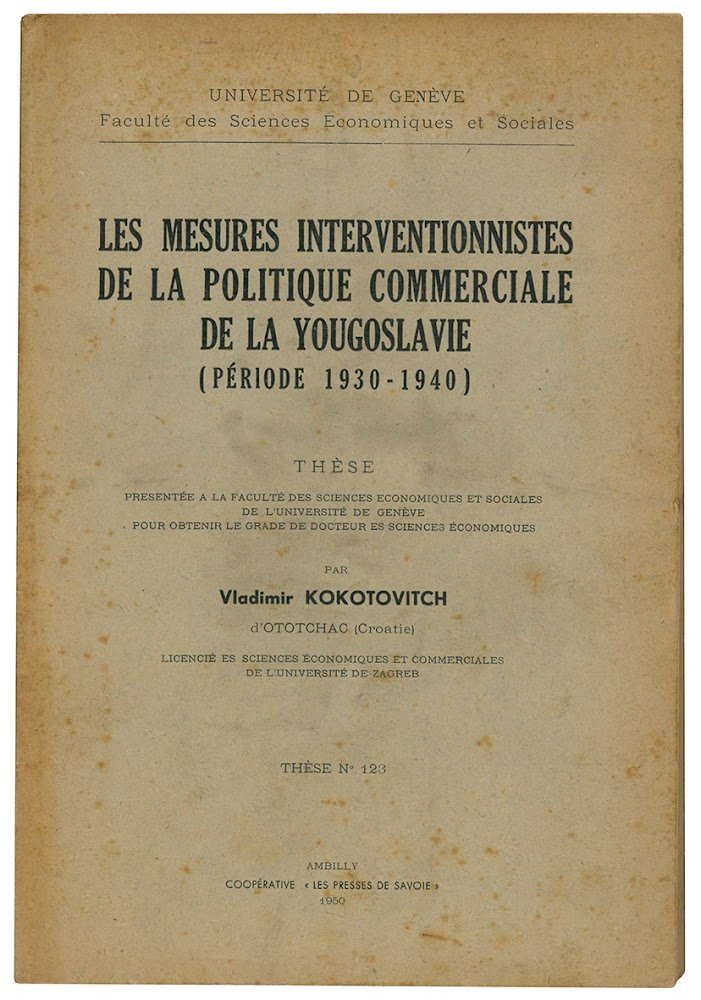 UNIVERSITÉ DE GENÈVE
Faculté des Sciences Economiques et Sociales
LES MESURES INTERVENTIONNISTES
DE LA POLITIQUE COMMERCIALE
DE LA YOUGOSLAVIE
(PÉRIODE 1930-1940)
THÈSE
PRESENTÉE A LA FACULTÉ DES SCIENCES ECONOMIQUES ET SOCIALES
DE L'UNIVERSITÉ DE GENÈVE
POUR OBTENIR LE GRADE DE DOCTEUR ES SCIENCES ÉCONOMIQUES
PAR
Vladimir KOKOTOVITCH
d'OTOTCHAC (Croatie)
LICENCIÉ ES SCIENCES ÉCONOMIQUES ET COMMERCIALES
DE L'UNIVERSITÉ DE ZAGREB
THÈSE Nº 123
AMBILLY
COOPÉRATIVE « LES PRESSES DE SAVOIE »
1950